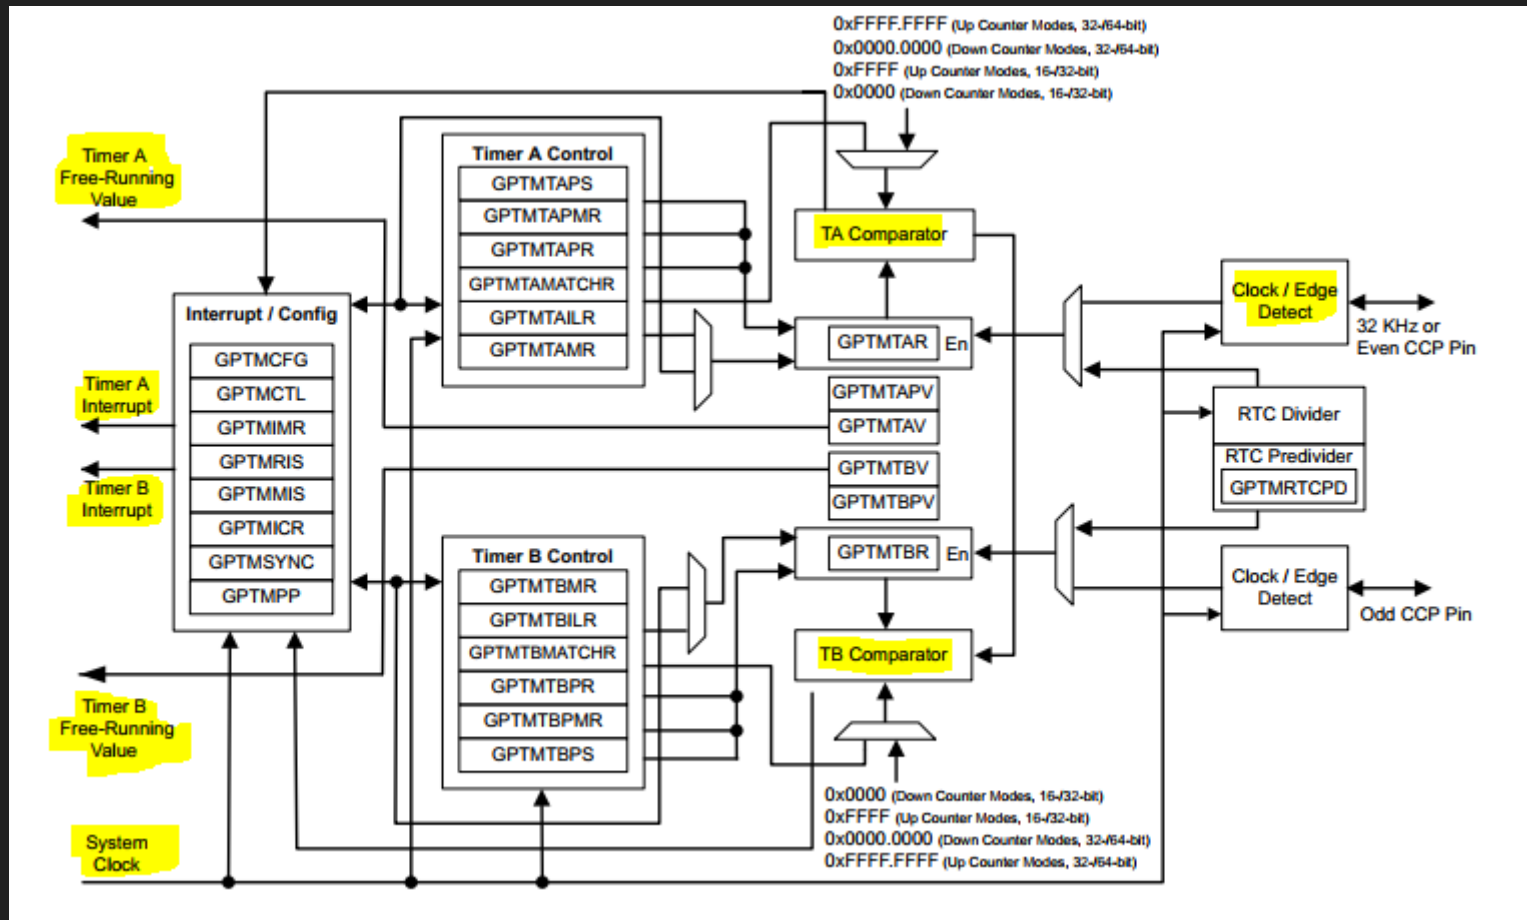 0xFFFF.FFFF (Up Counter Modes, 32-/64-bit)
0x0000.0000 (Down Counter Modes, 32-/64-bit)
0xFFFF (Up Counter Modes, 16-/32-bit)
0x0000 (Down Counter Modes, 16-/32-bit)
Timer A
Free-Running
Value
Timer A Control
GPTMTAPS
GPTMTAPMR
GPTMTAPR
GPTMTAMATCHR
GPTMTAILR
GPTMTAMR
TA Comparator
Clock / Edge
Detect
32 KHz or
Even CCP Pin
Interrupt / Config
GPTMCFG
GPTMCTL
GPTMIMR
GPTMRIS
GPTMMIS
GPTMICR
GPTMSYNC
GPTMPP
Timer A
Interrupt
Timer B
Interrupt
GPTMTAR
En
GPTMTAPV
GPTMTAV
GPTMTBV
GPTMTBPV
GPTMTBR
En
RTC Divider
RTC Predivider
GPTMRTCPD
Clock / Edge
Detect
Odd CCP Pin
Timer B Control
GPTMTBMR
GPTMTBILR
GPTMTBMATCHR
GPTMTBPR
GPTMTBPMR
GPTMTBPS
TB Comparator
Timer B
Free-Running
Value
0x0000 (Down Counter Modes, 16-/32-bit)
0xFFFF (Up Counter Modes, 16-/32-bit)
0x0000.0000 (Down Counter Modes, 32-/64-bit)
0xFFFF.FFFF (Up Counter Modes, 32-/64-bit)
System
Clock